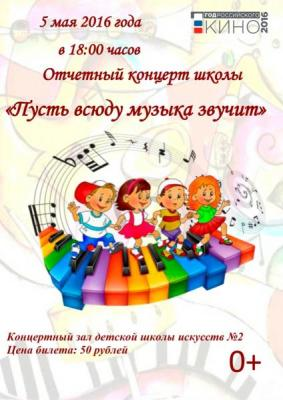 ГОД РОССИЙСКОГО
КИНО
2016
5 мая 2016 года
в 18:00 часов
Отчетный концерт школы
«Пусть всюду музыка звучит»
Концертный зал детской школы искусств №2
Цена билета: 50 рублей
0+